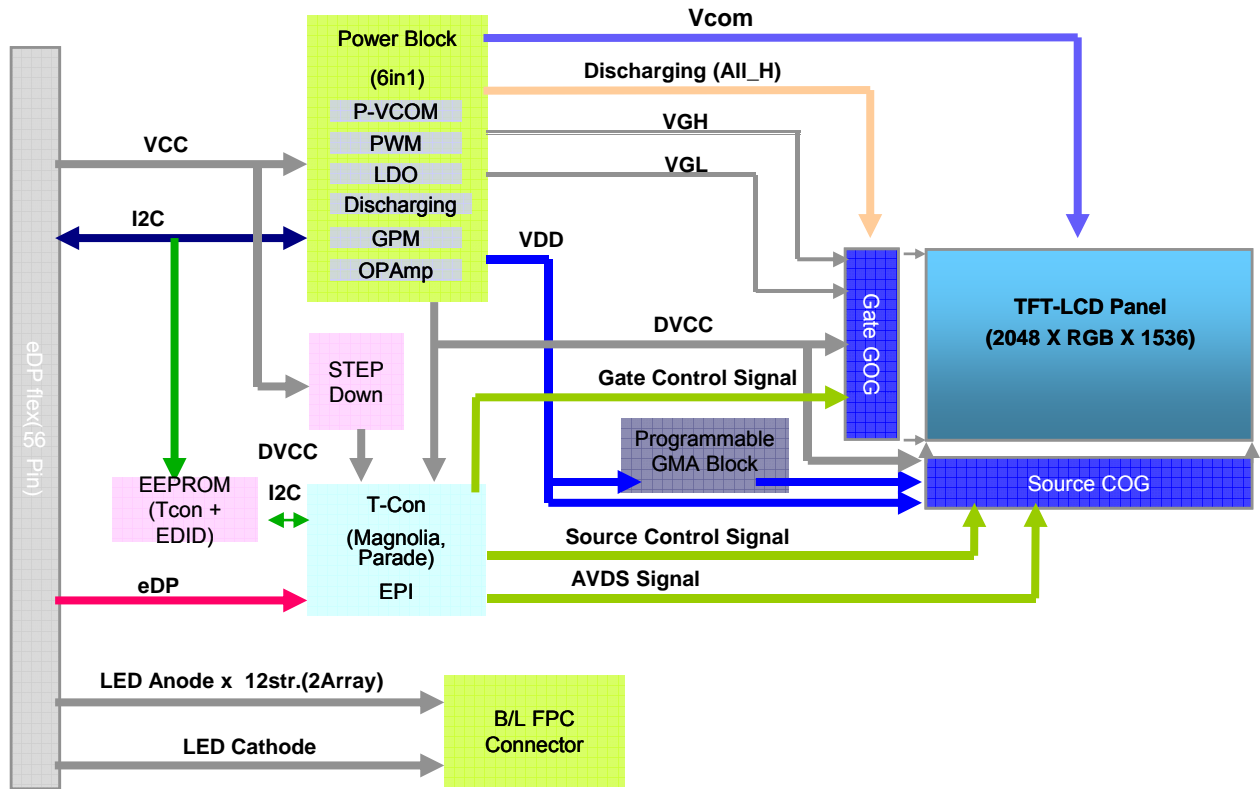 Vcom
Power Block
(6in1)
P-VCOM
PWM
LDO
Discharging
GPM
OPAmp
Discharging (All_H)
VGH
VGL
VCC
I2C
VDD
eDP flex(56 Pin)
Gate GOG
TFT-LCD Panel
(2048 X RGB X 1536)
DVCC
STEP
Down
Gate Control Signal
Programmable
GMA Block
DVCC
EEPROM
(Tcon +
EDID)
I2C
T-Con
(Magnolia,
Parade)
EPI
Source COG
Source Control Signal
AVDS Signal
eDP
LED Anode x 12str.(2Array)
LED Cathode
B/L FPC
Connector